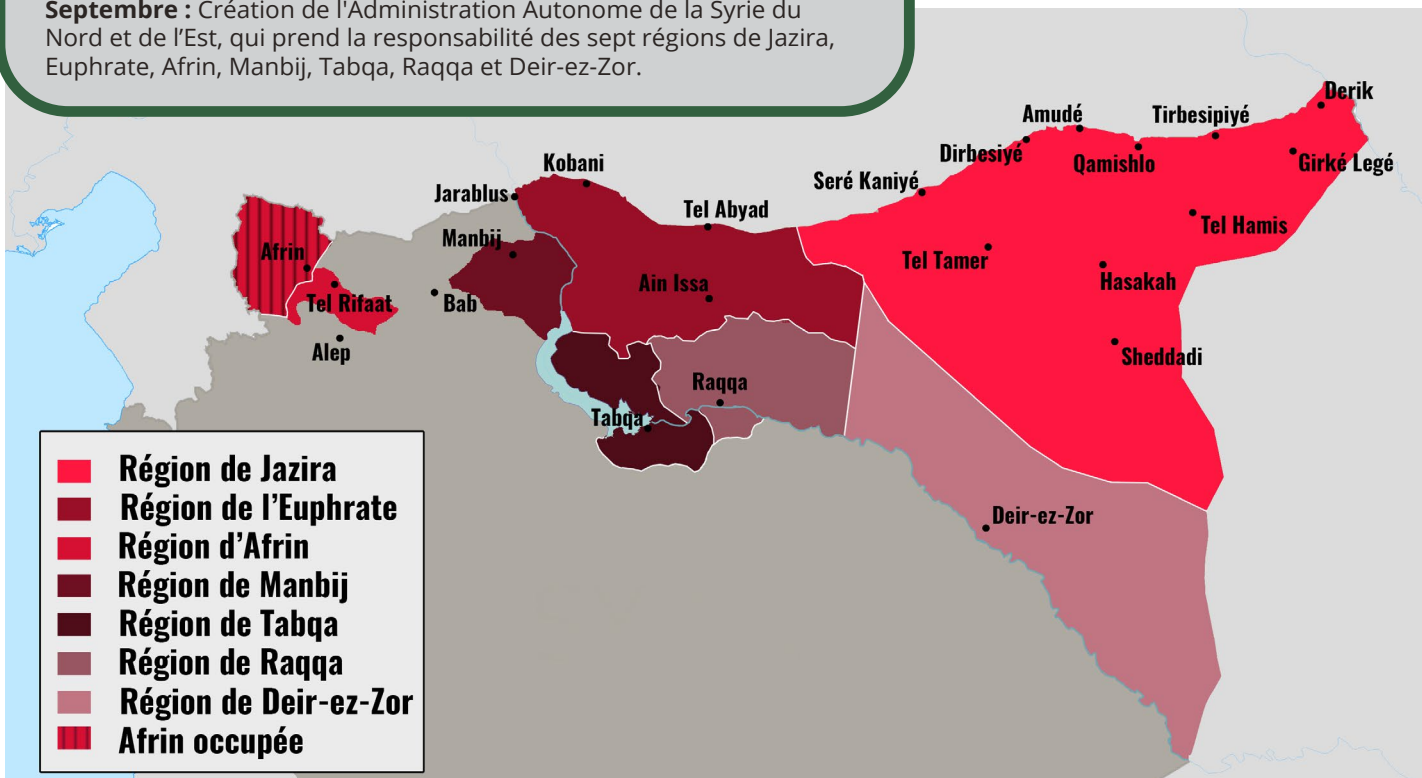 Septembre : Création de l'Administration Autonome de la Syrie du
Nord et de l’Est, qui prend la responsabilité des sept régions de Jazira,
Euphrate, Afrin, Manbij, Tabqa, Raqqa et Deir-ez-Zor.
Derik
Amudé
Tirbesipiyé
Dirbesiyé
Qamishlo
Girké Legé
Kobani
Seré Kaniyé
Jarablus
Tel Abyad
Tel Hamis
Manbij
Afrin
Tel Tamer
Hasakah
Ain Issa
Tel Rifaat
Bab
Alep
Sheddadi
Raqqa
Tabqa
Deir-ez-Zor
Région de Jazira
Région de l’Euphrate
Région d’Afrin
Région de Manbij
Région de Tabqa
Région de Raqqa
Région de Deir-ez-Zor
Afrin occupée